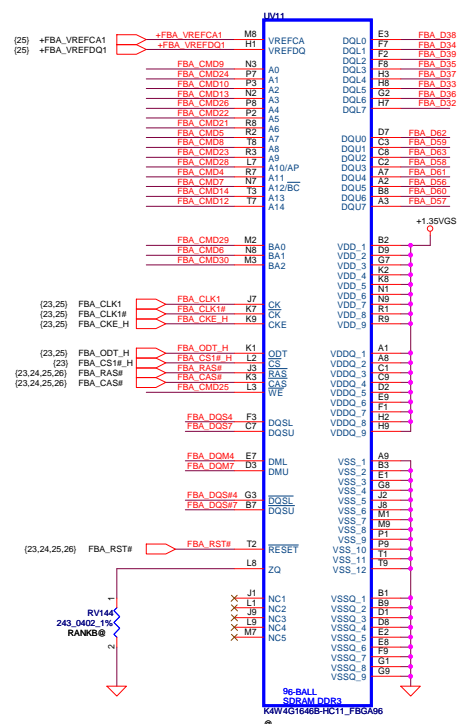 UV11
{25} +FBA_VREFCA1 +FBA_VREFCA1 M8 VREFCA DQL0 E3 FBA_D38
{25} +FBA_VREFDQ1 +FBA_VREFDQ1 H1 VREFDQ DQL1 F7 FBA_D34
DQL2 F2 FBA_D39
FBA_CMD9 N3 A0 DQL3 F8 FBA_D35
FBA_CMD24 P7 A1 DQL4 H3 FBA_D37
FBA_CMD10 P3 A2 DQL5 H8 FBA_D33
FBA_CMD13 N2 A3 DQL6 G2 FBA_D36
FBA_CMD26 P8 A4 DQL7 H7 FBA_D32
FBA_CMD22 P2 A5
FBA_CMD21 R8 A6
FBA_CMD5 R2 A7 DQU0 D7 FBA_D62
FBA_CMD8 T8 A8 DQU1 C3 FBA_D59
FBA_CMD23 R3 A9 DQU2 C8 FBA_D63
FBA_CMD28 L7 A10/AP DQU3 C2 FBA_D58
FBA_CMD4 R7 A11 DQU4 A7 FBA_D61
FBA_CMD7 N7 A12/BC DQU5 A2 FBA_D56
FBA_CMD14 T3 A13 DQU6 B8 FBA_D60
FBA_CMD12 T7 A14 DQU7 A3 FBA_D57
+1.35VGS
FBA_CMD29 M2 BA0 VDD_1 B2
FBA_CMD6 N8 BA1 VDD_2 D9
FBA_CMD30 M3 BA2 VDD_3 G7
VDD_4 K2
VDD_5 K8
VDD_6 N1
{23,25} FBA_CLK1 FBA_CLK1 J7 CK VDD_7 N9
{23,25} FBA_CLK1# FBA_CLK1# K7 CK VDD_8 R1
{23,25} FBA_CKE_H FBA_CKE_H K9 CKE VDD_9 R9
{23,25} FBA_ODT_H FBA_ODT_H K1 ODT VDDQ_1 A1
{23} FBA_CS1#_H FBA_CS1#_H L2 CS VDDQ_2 A8
{23,24,25,26} FBA_RAS# FBA_RAS# J3 RAS VDDQ_3 C1
{23,24,25,26} FBA_CAS# FBA_CAS# K3 CAS VDDQ_4 C9
FBA_CMD25 L3 WE VDDQ_5 D2
VDDQ_6 E9
VDDQ_7 F1
FBA_DQS4 F3 DQSL VDDQ_8 H2
FBA_DQS7 C7 DQSU VDDQ_9 H9
FBA_DQM4 E7 DML VSS_1 A9
FBA_DQM7 D3 DMU VSS_2 B3
VSS_3 E1
VSS_4 G8
FBA_DQS#4 G3 DQSL VSS_5 J2
FBA_DQS#7 B7 DQSU VSS_6 J8
VSS_7 M1
VSS_8 M9
VSS_9 P1
{23,24,25,26} FBA_RST# FBA_RST# T2 RESET VSS_10 P9
VSS_11 T1
L8 ZQ VSS_12 T9
1
J1 NC1 VSSQ_1 B1
RV144 L1 NC2 VSSQ_2 B9
243_0402_1% J9 NC3 VSSQ_3 D1
RANKB@ L9 NC4 VSSQ_4 D8
2 M7 NC5 VSSQ_5 E2
VSSQ_6 E8
VSSQ_7 F9
VSSQ_8 G1
VSSQ_9 G9
96-BALL
SDRAM DDR3
K4W4G1646B-HC11_FBGA96
@